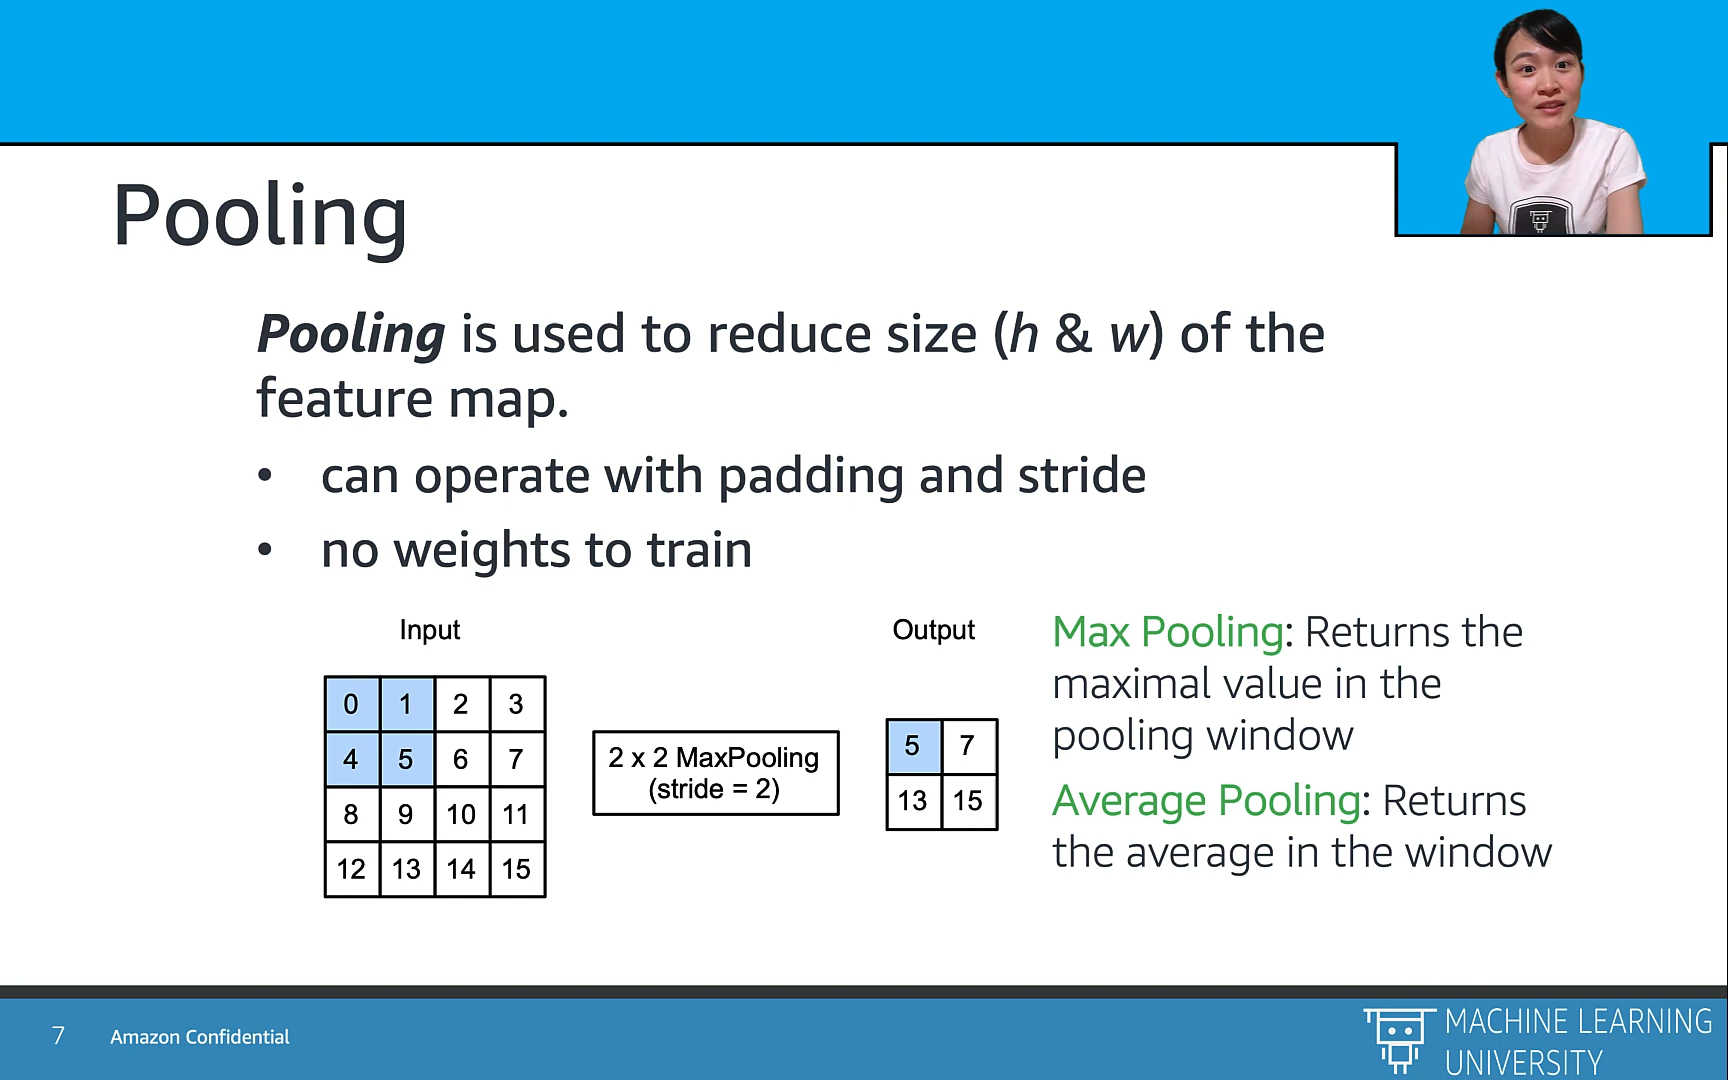 Pooling
Pooling is used to reduce size (h & w) of the
feature map.
• can operate with padding and stride
• no weights to train
Input
0 1 2 3
4 5 6 7
8 9 10 11
12 13 14 15
2 x 2 MaxPooling
(stride = 2)
Output
5 7
13 15
Max Pooling: Returns the
maximal value in the
pooling window
Average Pooling: Returns
the average in the window
7 Amazon Confidential
MACHINE LEARNING
UNIVERSITY